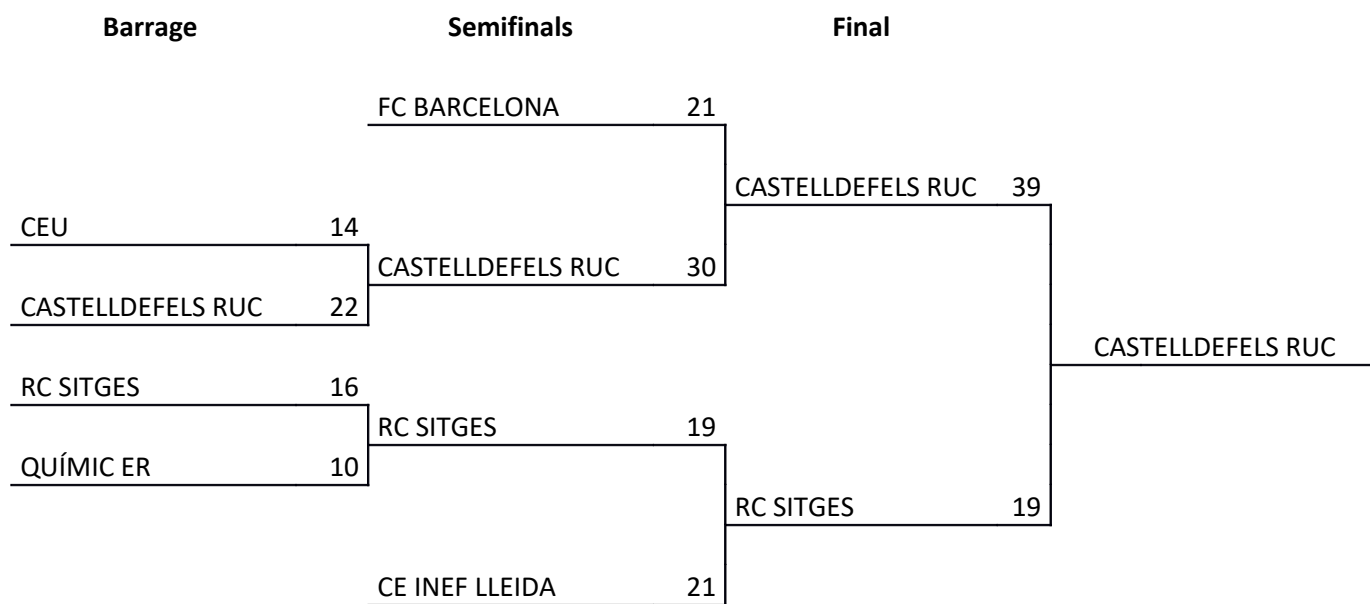 Barrage Semifinals Final
FC BARCELONA 21
CASTELLDEFELS RUC 39
CEU 14
CASTELLDEFELS RUC 30
CASTELLDEFELS RUC 22
CASTELLDEFELS RUC
RC SITGES 16
RC SITGES 19
QUÍMIC ER 10
RC SITGES 19
CE INEF LLEIDA 21